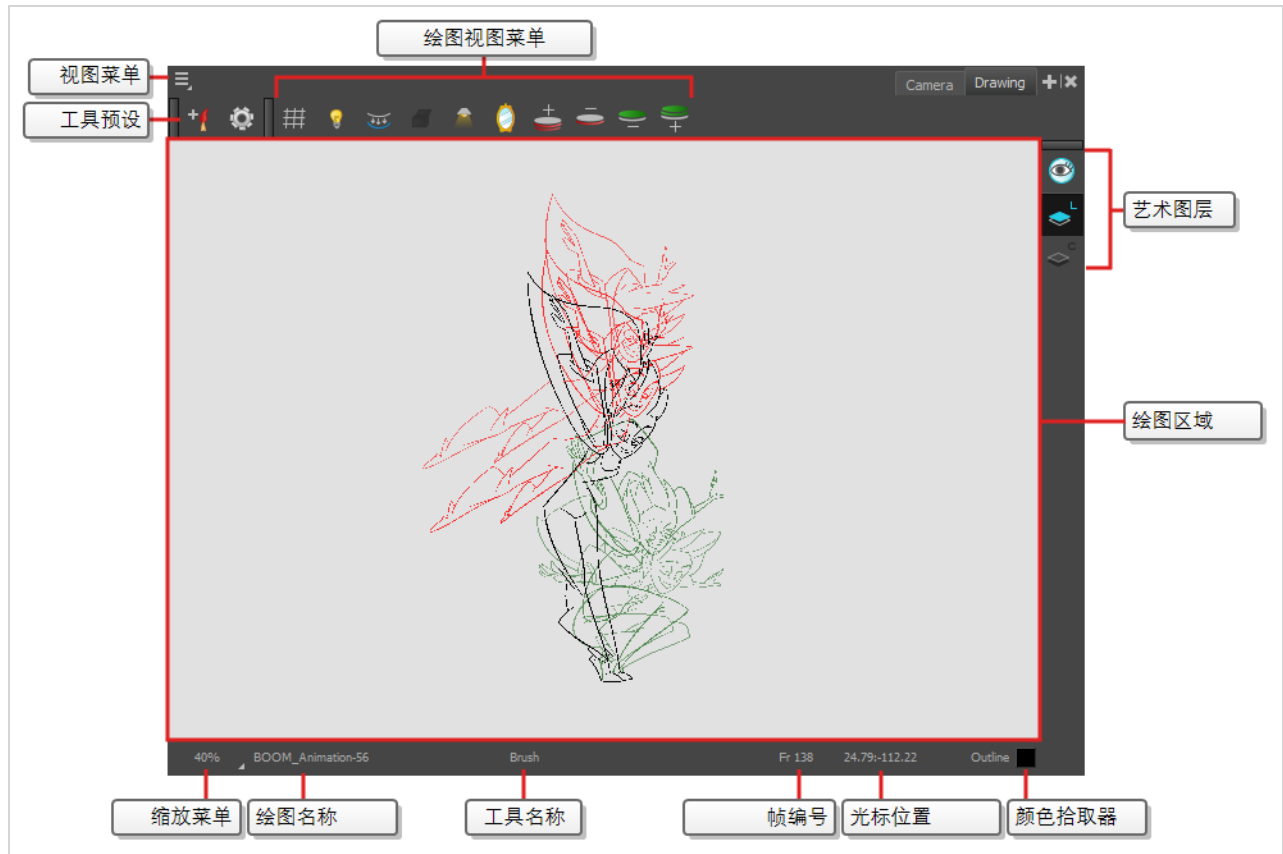 绘图视图菜单
视图菜单
Camera
Drawing
工具预设
L
艺术图层
C
绘图区域
40%
BOOM_Animation-56
Brush
Fr 138
24.79:-112.22
Outline
缩放菜单
绘图名称
工具名称
帧编号
光标位置
颜色拾取器